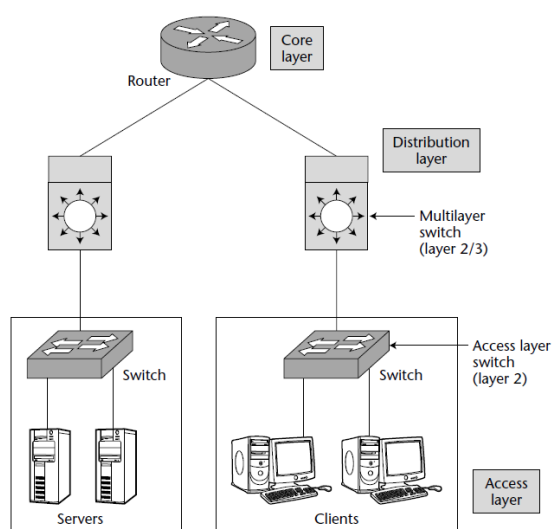 Core
layer
Router
Distribution
layer
Multilayer
switch
(layer 2/3)
Access layer
switch
(layer 2)
Switch
Switch
Servers
Clients
Access
layer